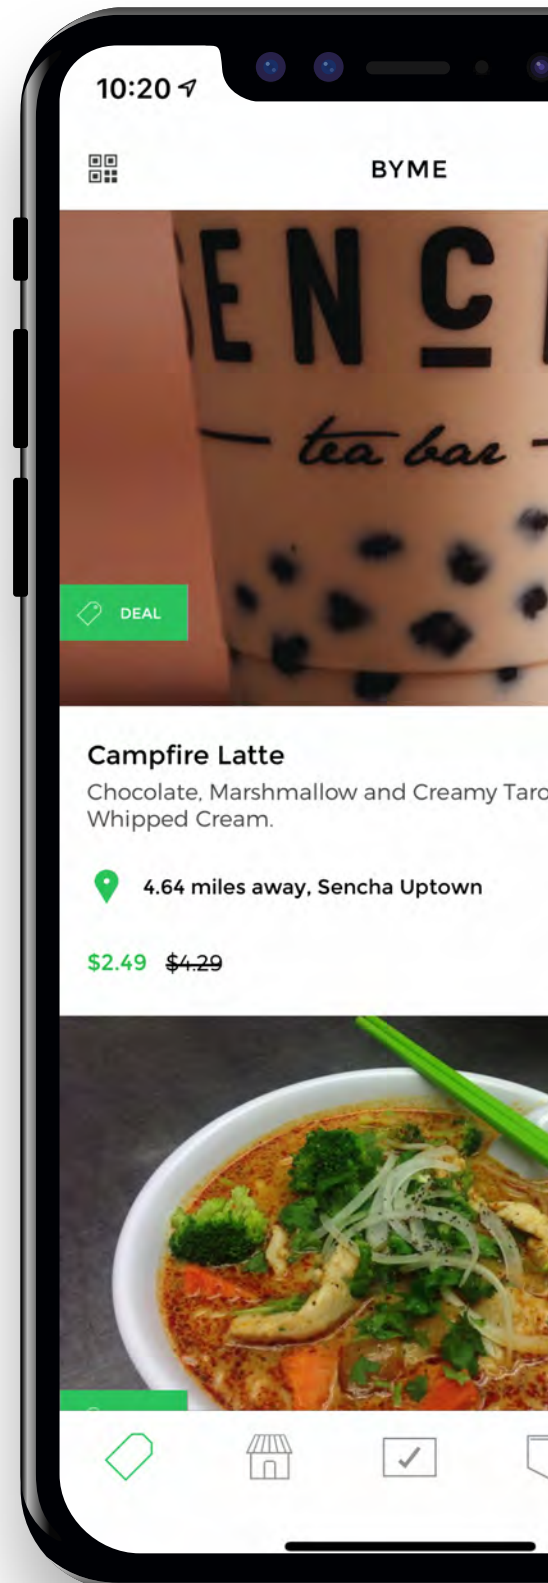 10:20
BYME
ENC
tea bar
DEAL
Campfire Latte
Chocolate, Marshmallow and Creamy Taro
Whipped Cream.
4.64 miles away, Sencha Uptown
$2.49 $4.29